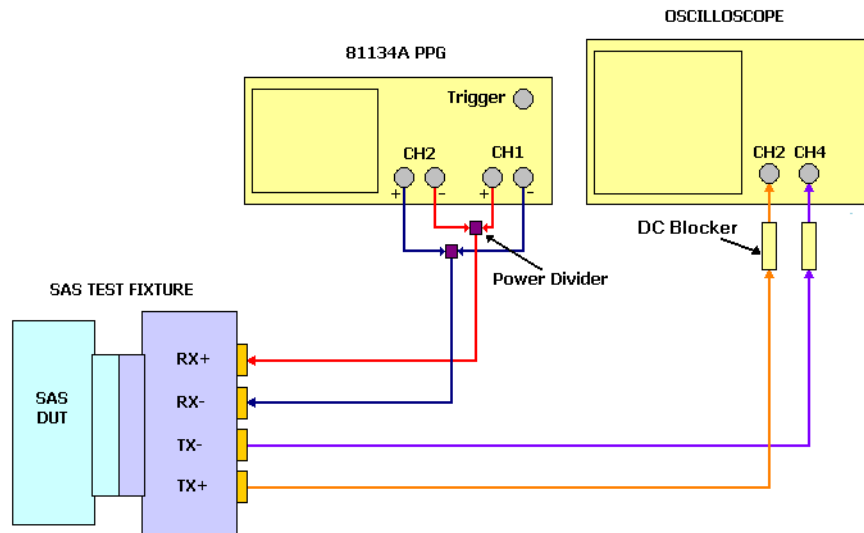 OSCILLOSCOPE
81134A PPG
Trigger
CH2
CH1
+
-
+
-
CH2
CH4
DC Blocker
Power Divider
SAS TEST FIXTURE
SAS
DUT
RX+
RX-
TX-
TX+